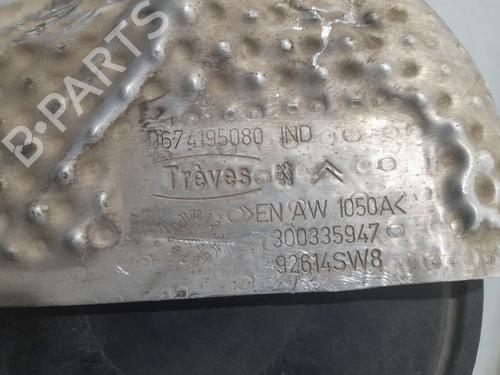 B-PARTS
9674195080 IND
Trèves
>EN AW 1050A<
300335947
92614SW8